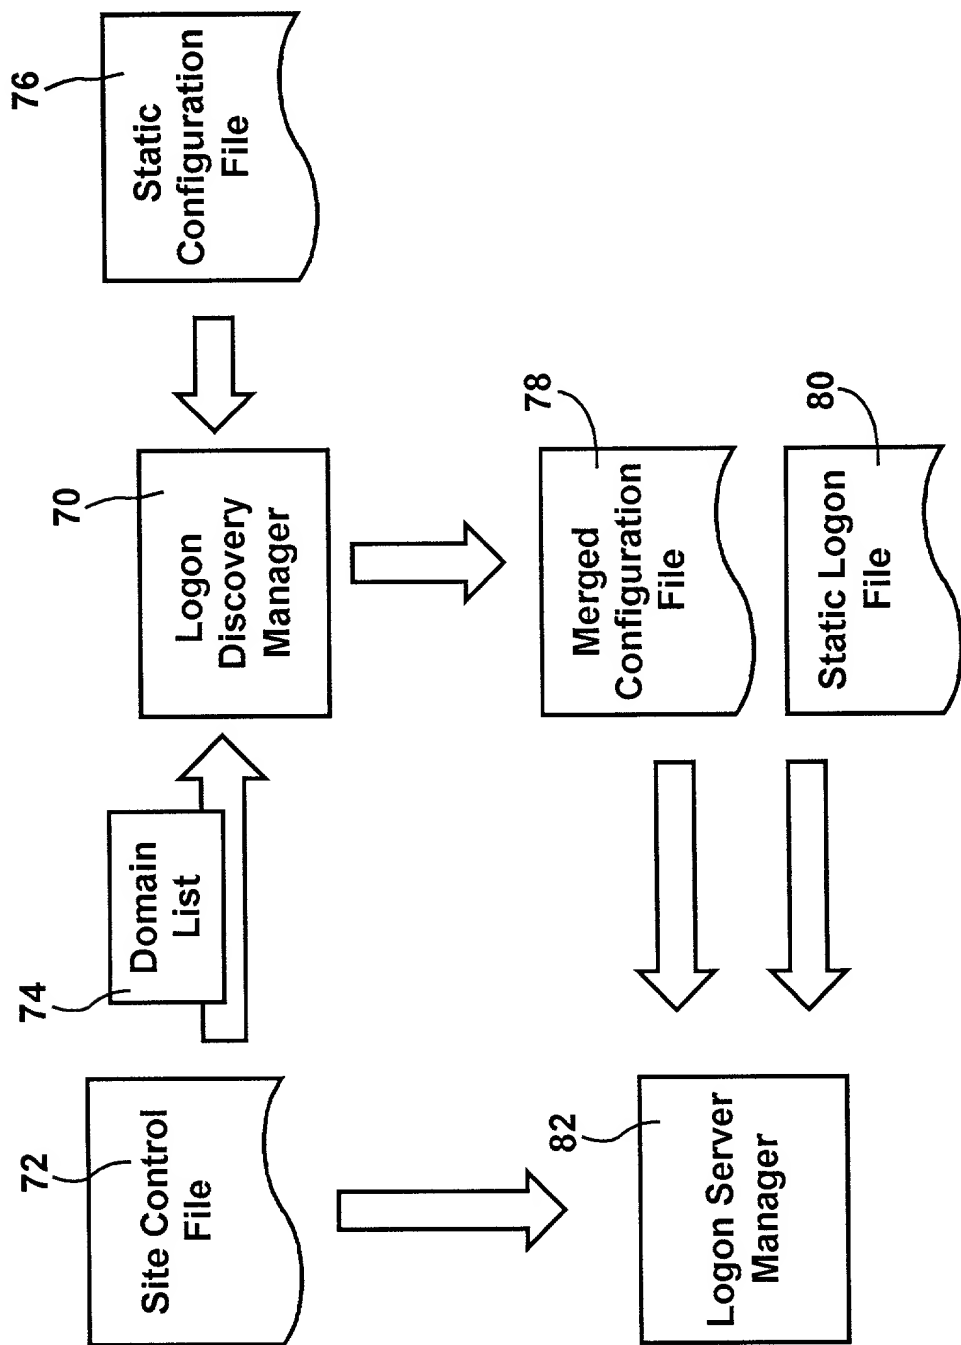 72
Site Control
File
74
Domain
List
70
Logon
Discovery
Manager
76
Static
Configuration
File
82
Logon Server
Manager
78
Merged
Configuration
File
80
Static Logon
File